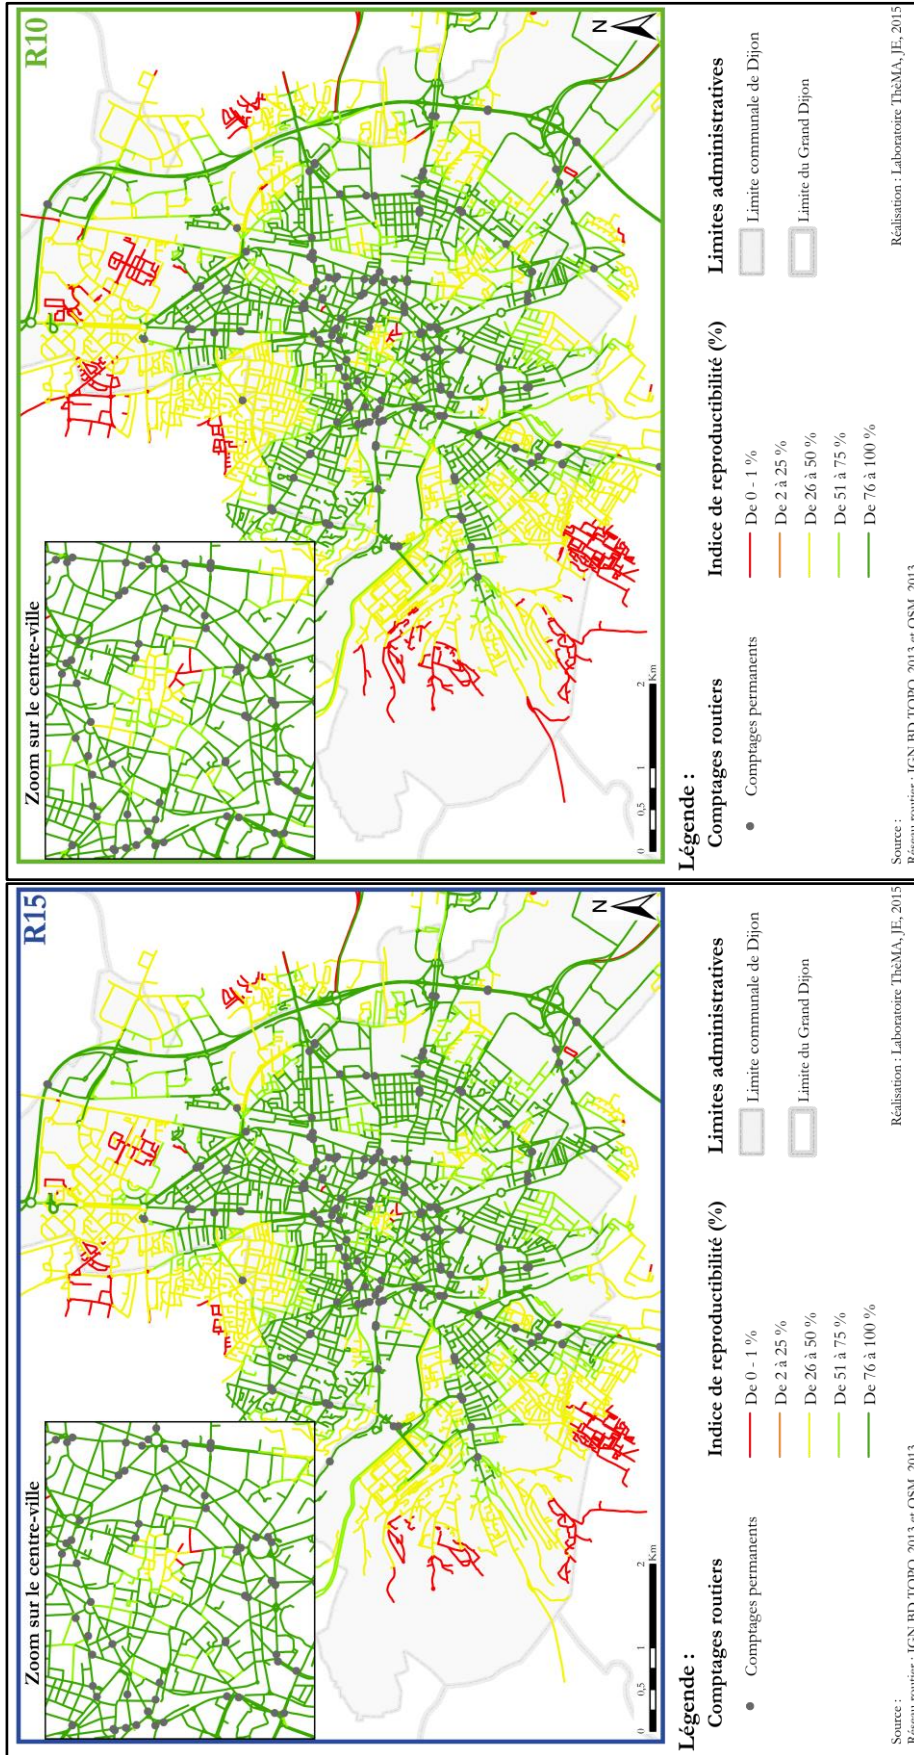 R15
Zoom sur le centre-ville
N
0 0,5 1 2
Km
Légende :
Comptages routiers
Comptages permanents
Indice de reproductibilité (%)
De 0 - 1 %
De 2 à 25 %
De 26 à 50 %
De 51 à 75 %
De 76 à 100 %
Limites administratives
Limite communale de Dijon
Limite du Grand Dijon
Source :
Réseau routier : IGN BD TOPO, 2013 et OSM, 2013
Réalisation : Laboratoire ThéMA, JE, 2015
R10
Zoom sur le centre-ville
N
0 0,5 1 2
Km
Légende :
Comptages routiers
Comptages permanents
Indice de reproductibilité (%)
De 0 - 1 %
De 2 à 25 %
De 26 à 50 %
De 51 à 75 %
De 76 à 100 %
Limites administratives
Limite communale de Dijon
Limite du Grand Dijon
Source :
Réseau routier : IGN BD TOPO, 2013 et OSM, 2013
Réalisation : Laboratoire ThéMA, JE, 2015